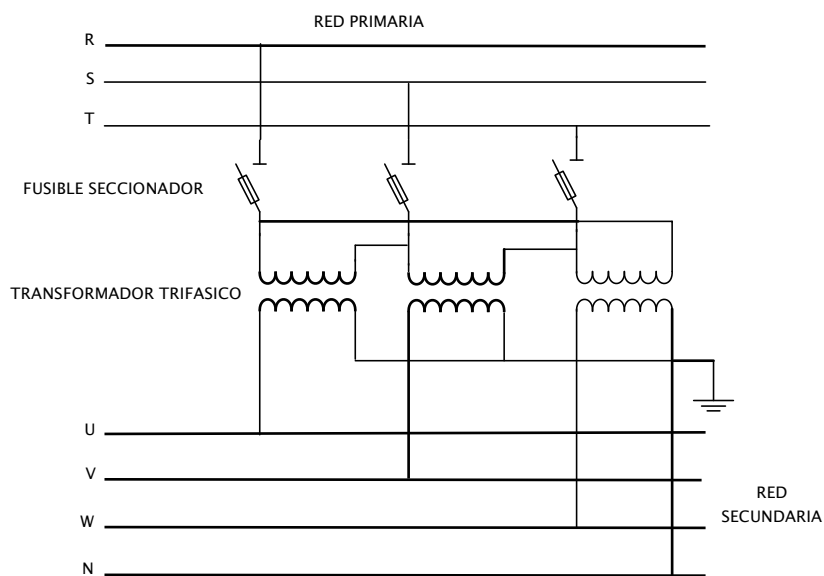 RED PRIMARIA
R
S
T
FUSIBLE SECCIONADOR
TRANSFORMADOR TRIFASICO
U
V
W
N
RED
SECUNDARIA